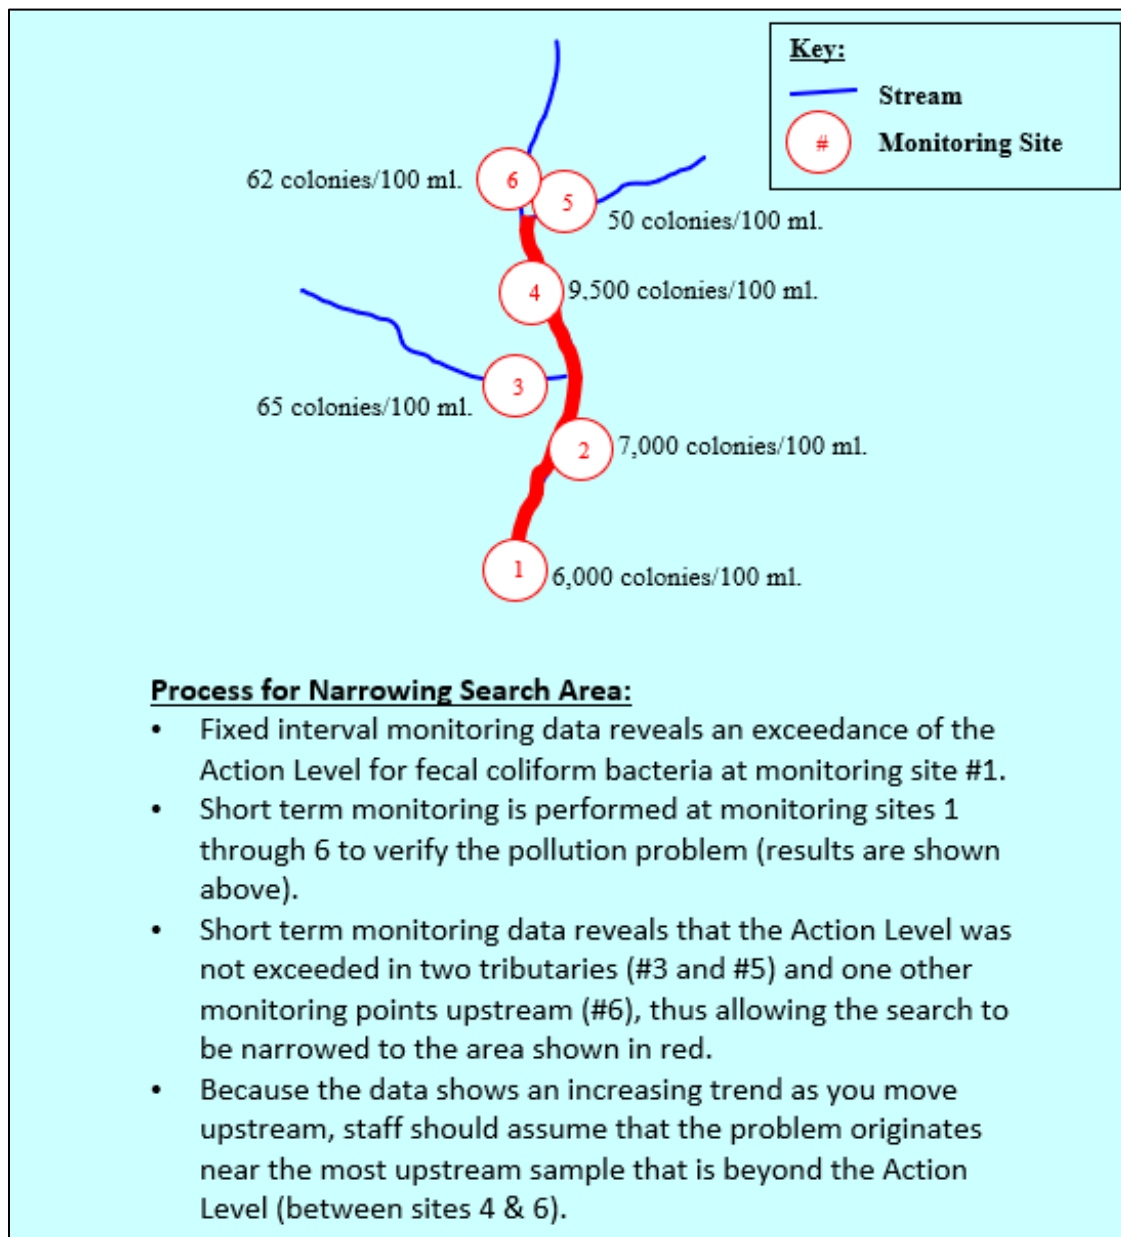 Key:
Stream
# Monitoring Site
6
62 colonies/100 ml.
5
50 colonies/100 ml.
4
9,500 colonies/100 ml.
3
65 colonies/100 ml.
2
7,000 colonies/100 ml.
1
6,000 colonies/100 ml.
Process for Narrowing Search Area:
• Fixed interval monitoring data reveals an exceedance of the
Action Level for fecal coliform bacteria at monitoring site #1.
• Short term monitoring is performed at monitoring sites 1
through 6 to verify the pollution problem (results are shown
above).
• Short term monitoring data reveals that the Action Level was
not exceeded in two tributaries (#3 and #5) and one other
monitoring points upstream (#6), thus allowing the search to
be narrowed to the area shown in red.
• Because the data shows an increasing trend as you move
upstream, staff should assume that the problem originates
near the most upstream sample that is beyond the Action
Level (between sites 4 & 6).